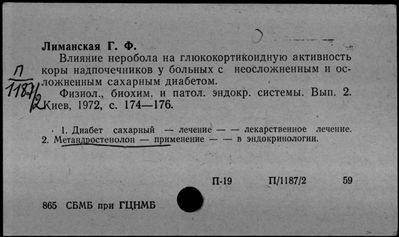 Лиманская Г. Ф.
Влияние неробола на глюкокортикоидную активность
коры надпочечников у больных с неосложненным и ос-
ложненным сахарным диабетом.
Физиол., биохим. и патол. эндокр. системы. Вып. 2.
Киев, 1972, с. 174—176.
П
1187/2
1. Диабет сахарный — лечение — — лекарственное лечение.
2. Метандростенолон — применение — — в эндокринологии.
П-19 П/1187/2 59
865 СБМБ при ГЦНМБ